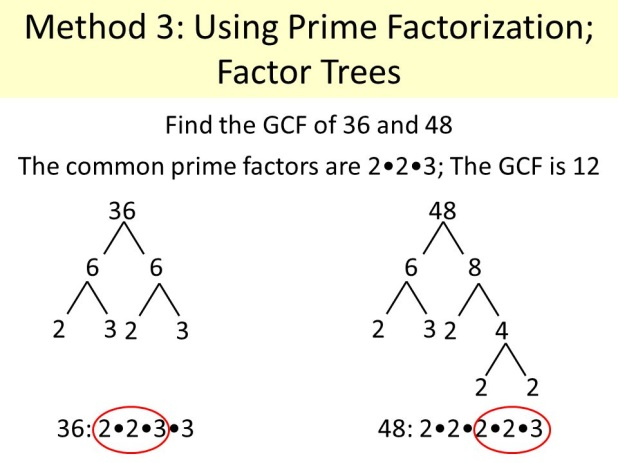 Method 3: Using Prime Factorization;
Factor Trees
Find the GCF of 36 and 48
The common prime factors are 2•2•3; The GCF is 12
36 48
6 6 6 8
2 3 2 3 2 3 2 4
2 2
36: 2•2•3•3 48: 2•2•2•2•3